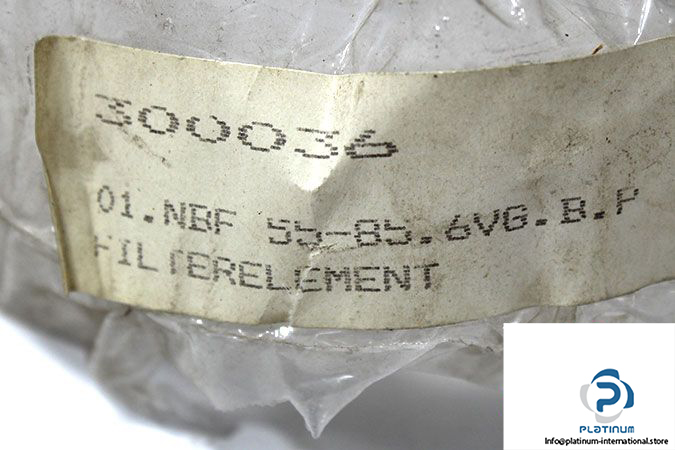 300036
01.NBF 55-85.6VG.B.P
FILTERELEMENT
PLATINUM
Info@platinum-international.store